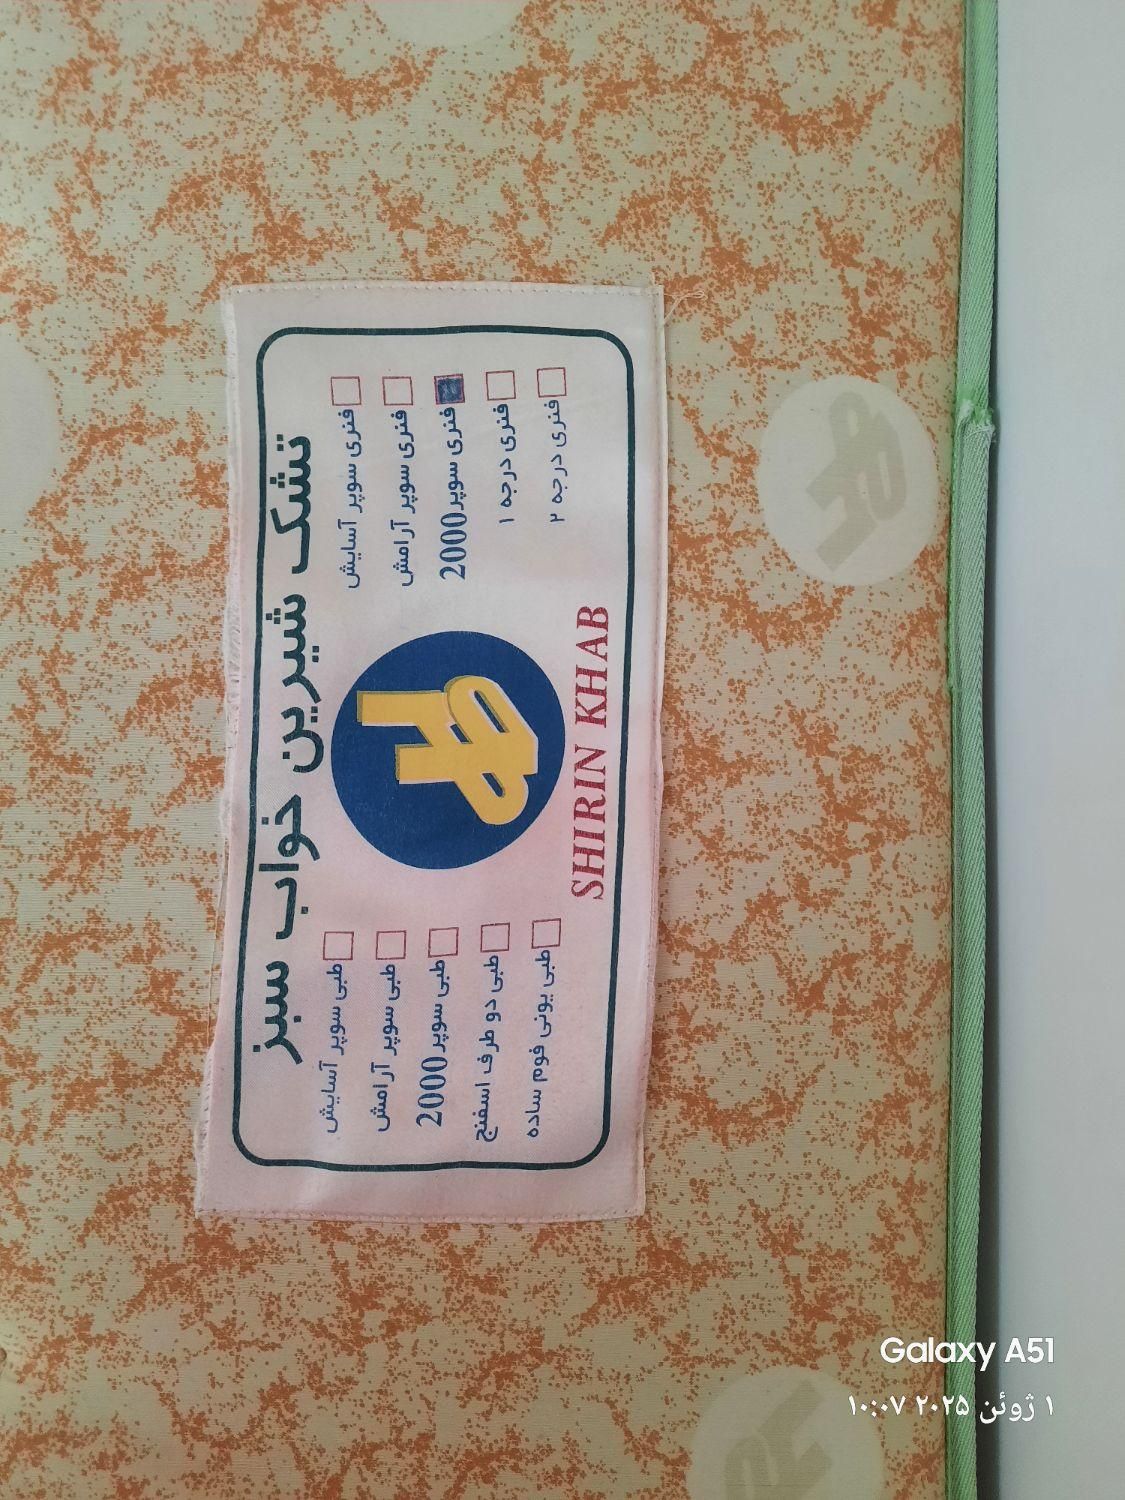 تشک شیرین خواب سبز
فنری سوپر آسایش
فنری سوپر آرامش
فنری سوپر 2000
فنری درجه ۱
فنری درجه ۲
طبی سوپر آسایش
طبی سوپر آرامش
طبی سوپر 2000
طبی دو طرف اسفنج
طبی یونی فوم ساده
SHIRIN KHAB
Galaxy A51
۱ ژوئن ۲۰۲۵ ۱۰:۰۷